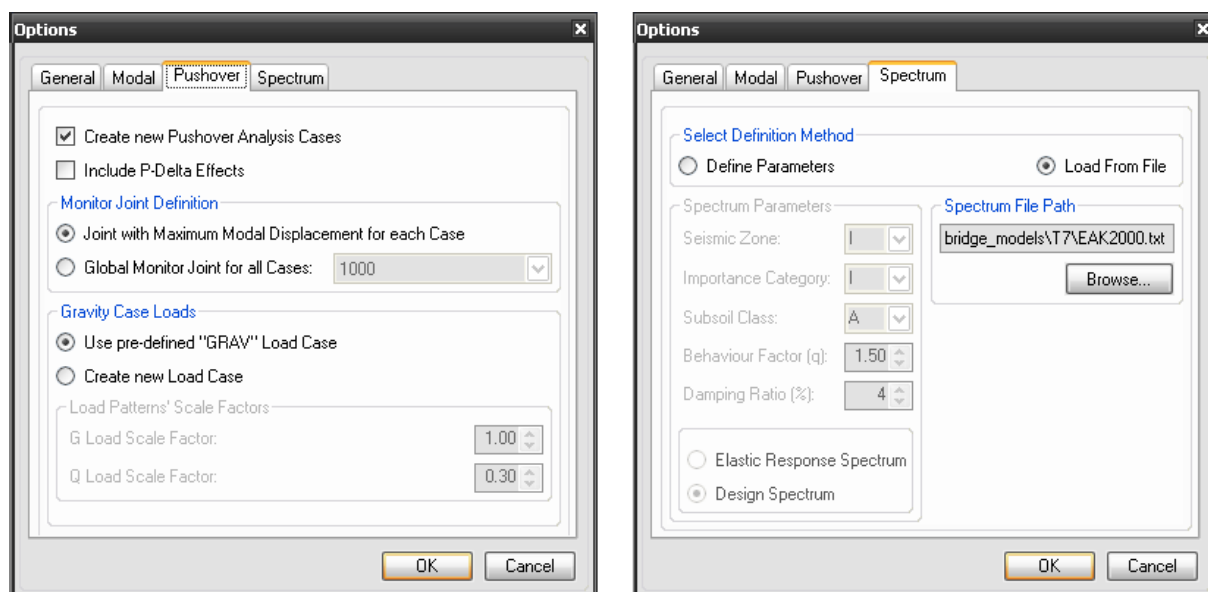 Options
General Modal Pushover Spectrum
Create new Pushover Analysis Cases
Include P-Delta Effects
Monitor Joint Definition
Joint with Maximum Modal Displacement for each Case
Global Monitor Joint for all Cases: 1000
Gravity Case Loads
Use pre-defined "GRAV" Load Case
Create new Load Case
Load Patterns' Scale Factors
G Load Scale Factor: 1.00
Q Load Scale Factor: 0.30
OK Cancel
Options
General Modal Pushover Spectrum
Select Definition Method
Define Parameters Load From File
Spectrum Parameters
Seismic Zone: I
Importance Category: I
Subsoil Class: A
Behaviour Factor (q): 1.50
Damping Ratio (%): 4
Elastic Response Spectrum
Design Spectrum
Spectrum File Path
bridge_models\T7\EAK2000.txt
Browse...
OK Cancel